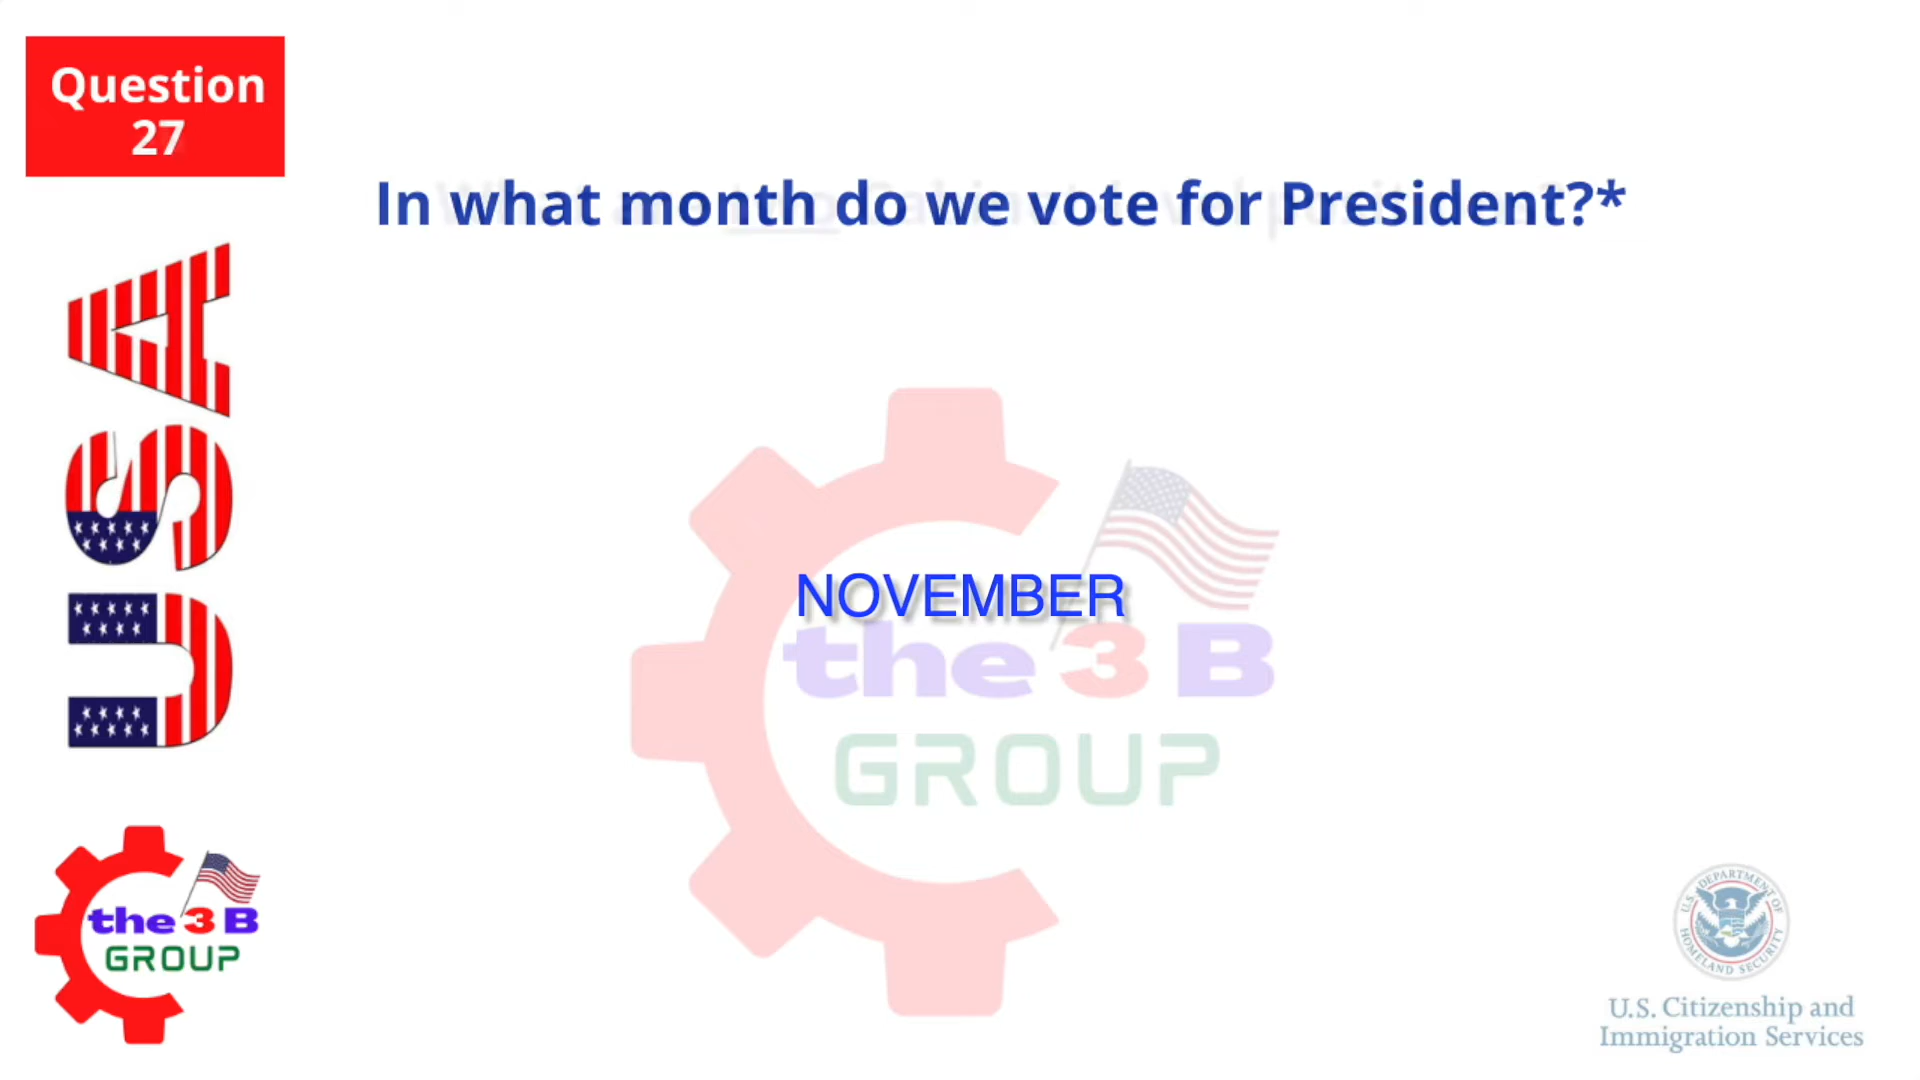 Question
27
In what month do we vote for President?*
USA
NOVEMBER
the 3 B
GROUP
the 3 B
GROUP
U.S. DEPARTMENT OF
HOMELAND SECURITY
U.S. Citizenship and
Immigration Services